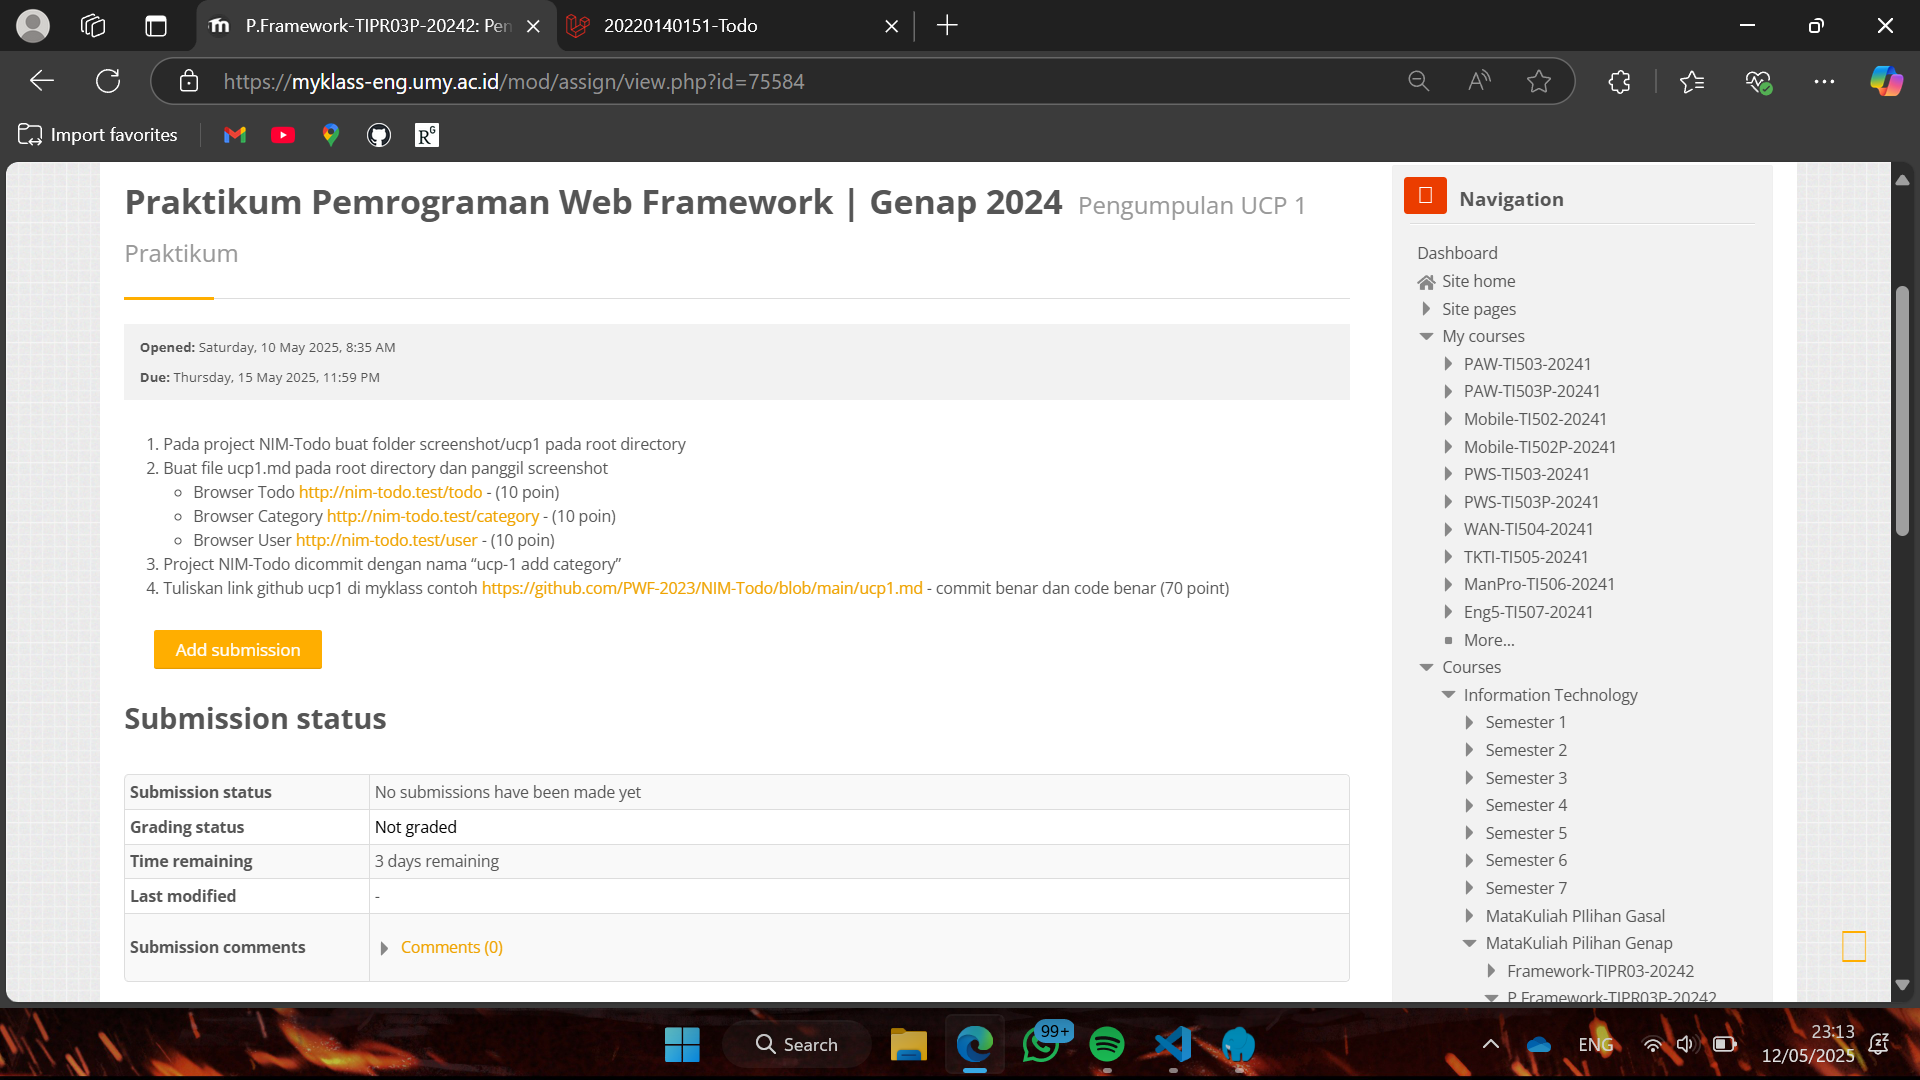 P.Framework-TIPR03P-20242: Pen
20220140151-Todo
https://myklass-eng.umy.ac.id/mod/assign/view.php?id=75584
Import favorites
Praktikum Pemrograman Web Framework | Genap 2024 Pengumpulan UCP 1
Praktikum
Opened: Saturday, 10 May 2025, 8:35 AM
Due: Thursday, 15 May 2025, 11:59 PM
1. Pada project NIM-Todo buat folder screenshot/ucp1 pada root directory
2. Buat file ucp1.md pada root directory dan panggil screenshot
Browser Todo http://nim-todo.test/todo - (10 poin)
Browser Category http://nim-todo.test/category - (10 poin)
Browser User http://nim-todo.test/user - (10 poin)
3. Project NIM-Todo dicommit dengan nama “ucp-1 add category”
4. Tuliskan link github ucp1 di myklass contoh https://github.com/PWF-2023/NIM-Todo/blob/main/ucp1.md - commit benar dan code benar (70 point)
Add submission
Submission status
Submission status No submissions have been made yet
Grading status Not graded
Time remaining 3 days remaining
Last modified -
Submission comments Comments (0)
Navigation
Dashboard
Site home
Site pages
My courses
PAW-TI503-20241
PAW-TI503P-20241
Mobile-TI502-20241
Mobile-TI502P-20241
PWS-TI503-20241
PWS-TI503P-20241
WAN-TI504-20241
TKTI-TI505-20241
ManPro-TI506-20241
Eng5-TI507-20241
More...
Courses
Information Technology
Semester 1
Semester 2
Semester 3
Semester 4
Semester 5
Semester 6
Semester 7
MataKuliah PIlihan Gasal
MataKuliah Pilihan Genap
Framework-TIPR03-20242
P.Framework-TIPR03P-20242
Search
99+
ENG
23:13
12/05/2025